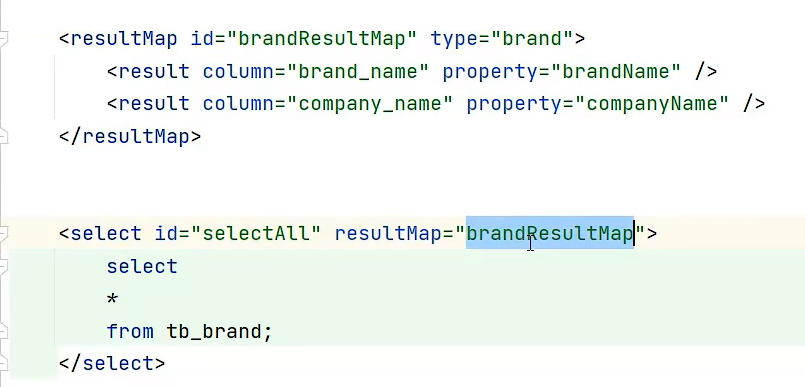 <resultMap id="brandResultMap" type="brand">
<result column="brand_name" property="brandName" />
<result column="company_name" property="companyName" />
</resultMap>
<select id="selectAll" resultMap="brandResultMap">
select
*
from tb_brand;
</select>